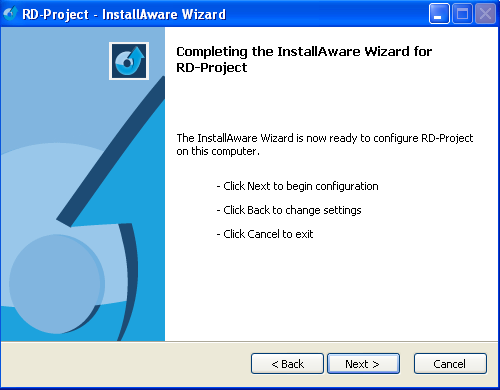 RD-Project - InstallAware Wizard
Completing the InstallAware Wizard for
RD-Project
The InstallAware Wizard is now ready to configure RD-Project
on this computer.
- Click Next to begin configuration
- Click Back to change settings
- Click Cancel to exit
< Back
Next >
Cancel